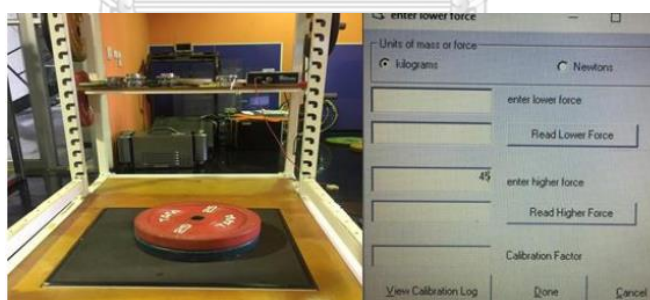 enter lower force
Units of mass or force
kilograms
Newtons
enter lower force
Read Lower Force
45
enter higher force
Read Higher Force
Calibration Factor
View Calibration Log
Done
Cancel